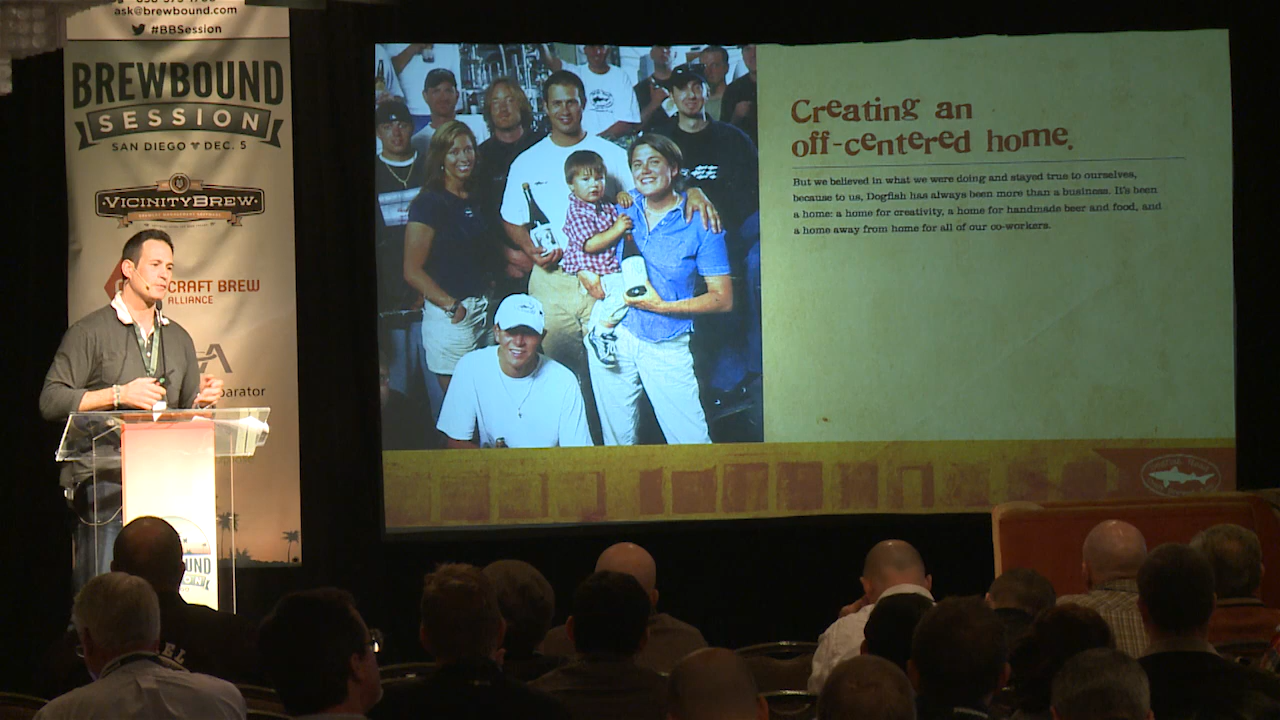 ask@brewbound.com
#BBSession
BREWBOUND
SESSION
SAN DIEGO DEC. 5
VICINITYBREW
CRAFT BREW
ALLIANCE
Creating an
off-centered home.
But we believed in what we were doing and stayed true to ourselves,
because to us, Dogfish has always been more than a business. It's been
a home: a home for creativity, a home for handmade beer and food, and
a home away from home for all of our co-workers.